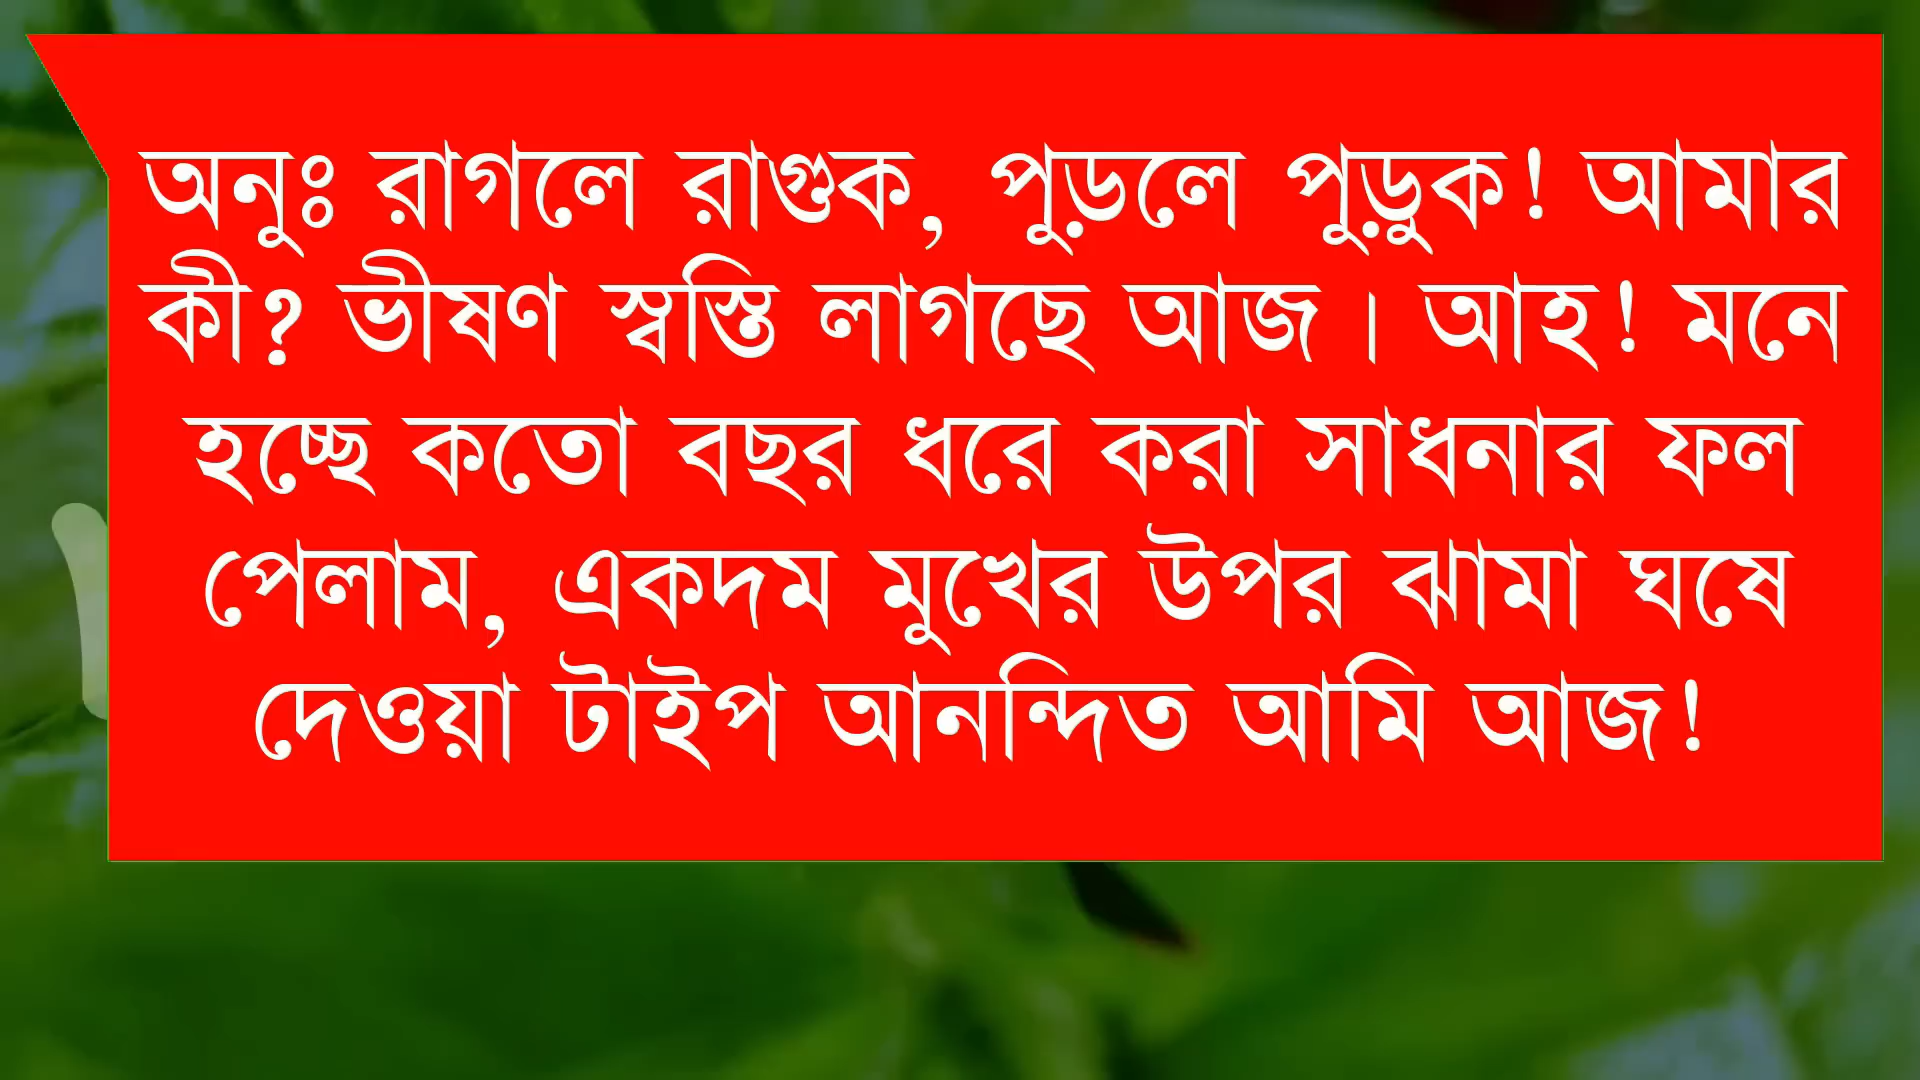 অনুঃ রাগলে রাগুক, পুড়লে পুড়ুক! আমার
কী? ভীষণ স্বস্তি লাগছে আজ। আহ! মনে
হচ্ছে কতো বছর ধরে করা সাধনার ফল
পেলাম, একদম মুখের উপর ঝামা ঘষে
দেওয়া টাইপ আনন্দিত আমি আজ!